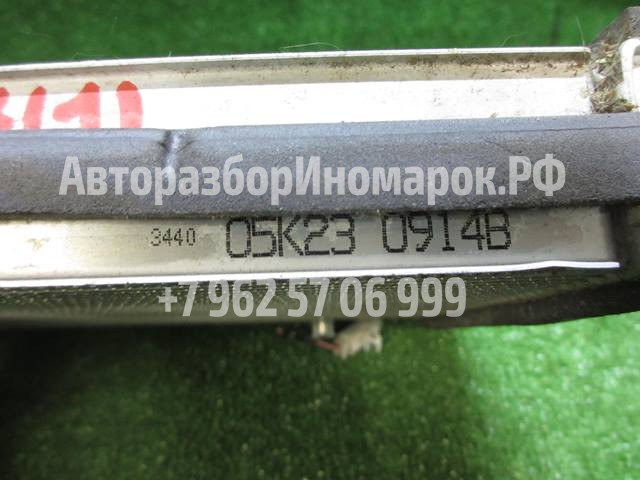 АвторазборИномарок.РФ
3440 05K23 0914B
+7 962 57 06 999